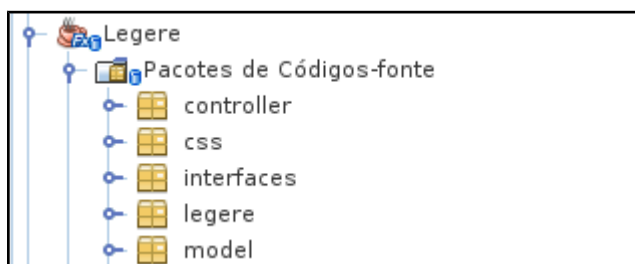 Legere
Pacotes de Códigos-fonte
controller
css
interfaces
legere
model